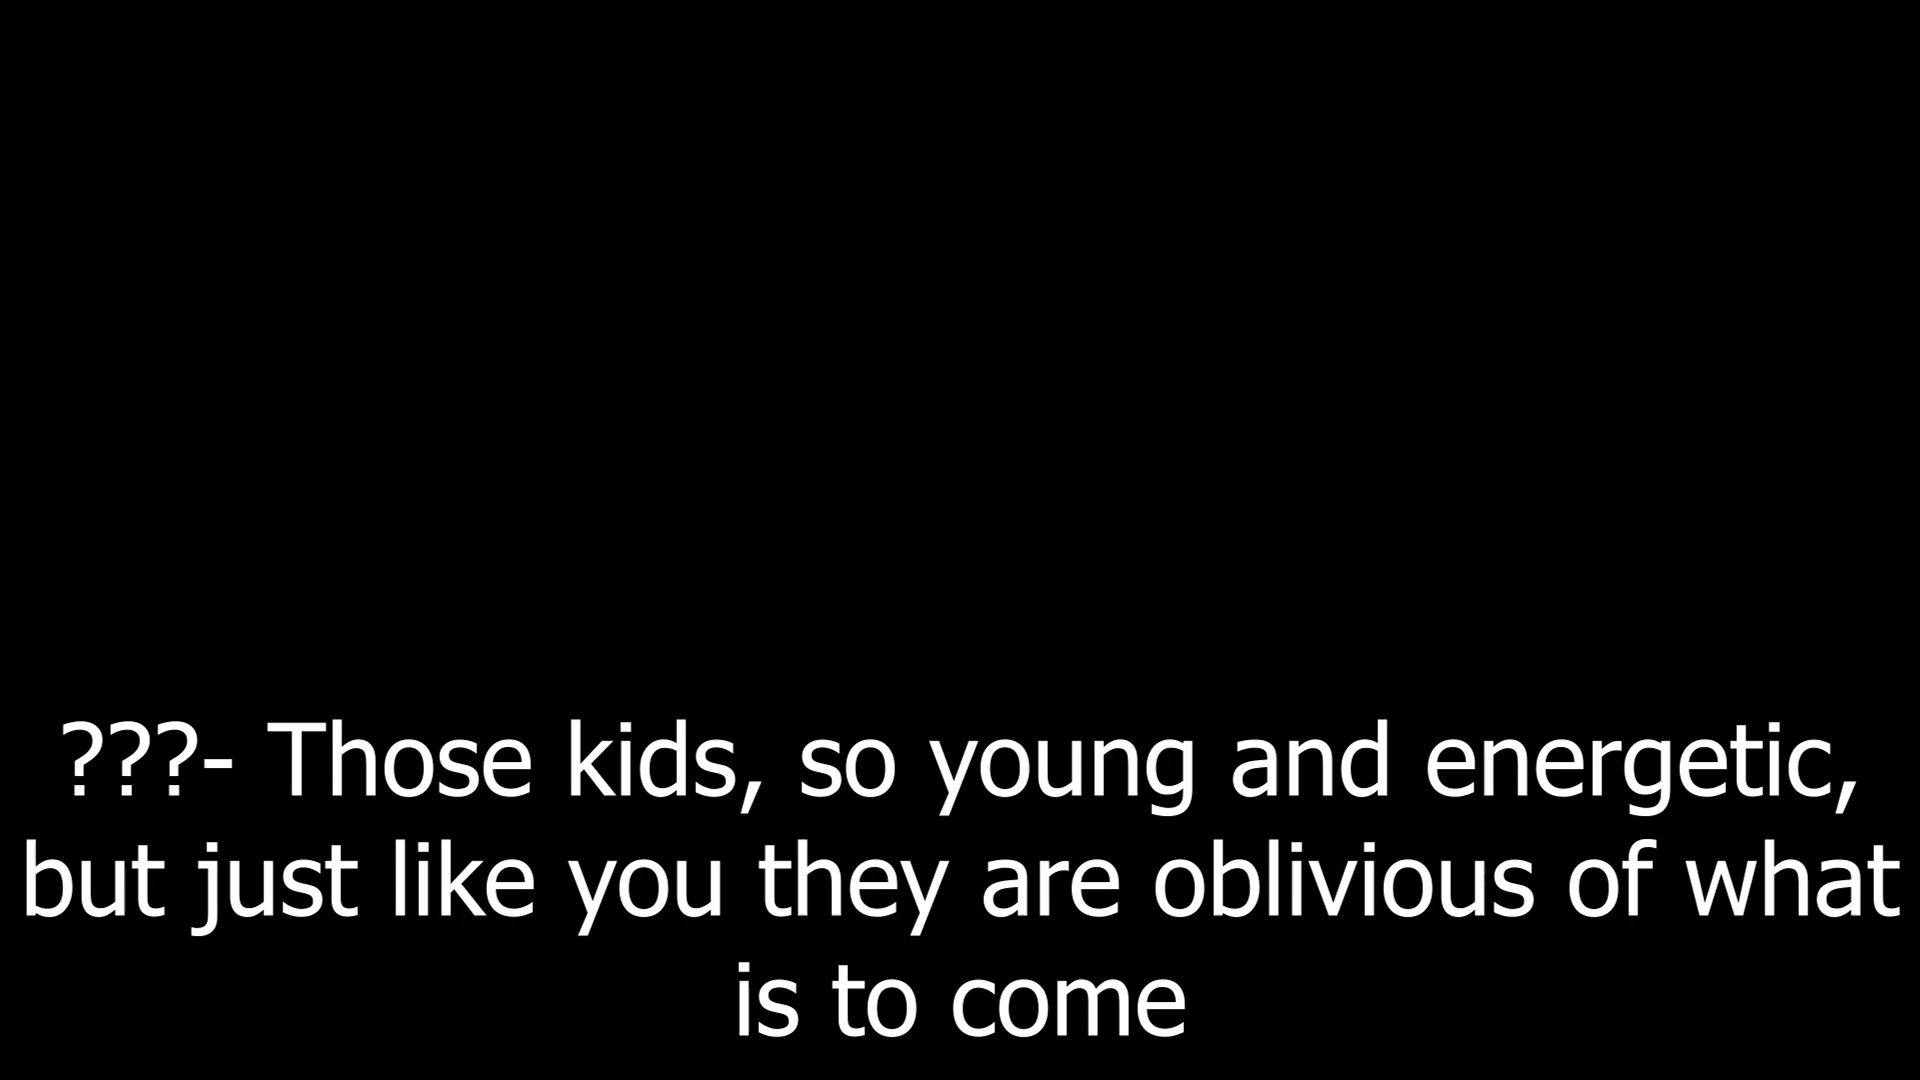 ???- Those kids, so young and energetic,
but just like you they are oblivious of what
is to come